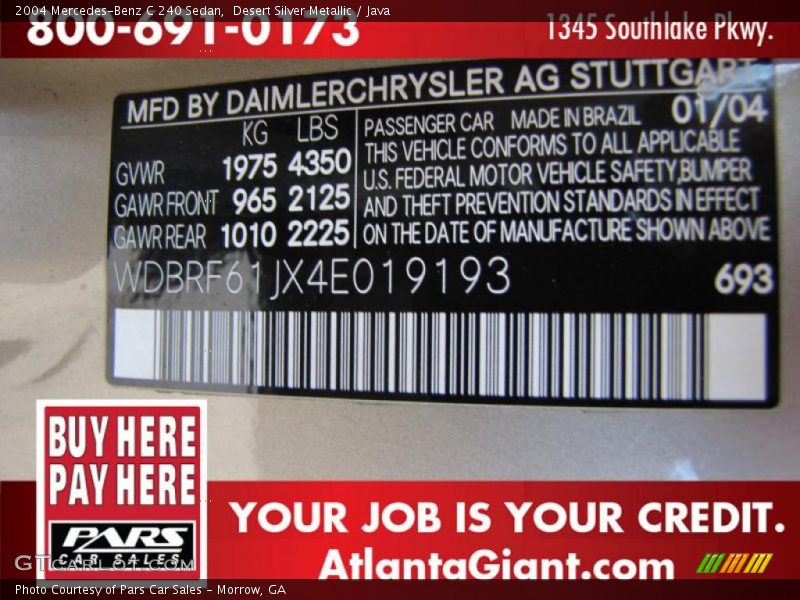 2004 Mercedes-Benz C 240 Sedan, Desert Silver Metallic / Java
800-691-0173
1345 Southlake Pkwy.
MFD BY DAIMLERCHRYSLER AG STUTTGART
KG LBS
GVWR 1975 4350
GAWR FRONT 965 2125
GAWR REAR 1010 2225
PASSENGER CAR MADE IN BRAZIL 01/04
THIS VEHICLE CONFORMS TO ALL APPLICABLE
U.S. FEDERAL MOTOR VEHICLE SAFETY,BUMPER
AND THEFT PREVENTION STANDARDS IN EFFECT
ON THE DATE OF MANUFACTURE SHOWN ABOVE
WDBRF61JX4E019193
693
BUY HERE
PAY HERE
PARS
CAR SALES
GTCarLot.com
YOUR JOB IS YOUR CREDIT.
AtlantaGiant.com
Photo Courtesy of Pars Car Sales - Morrow, GA